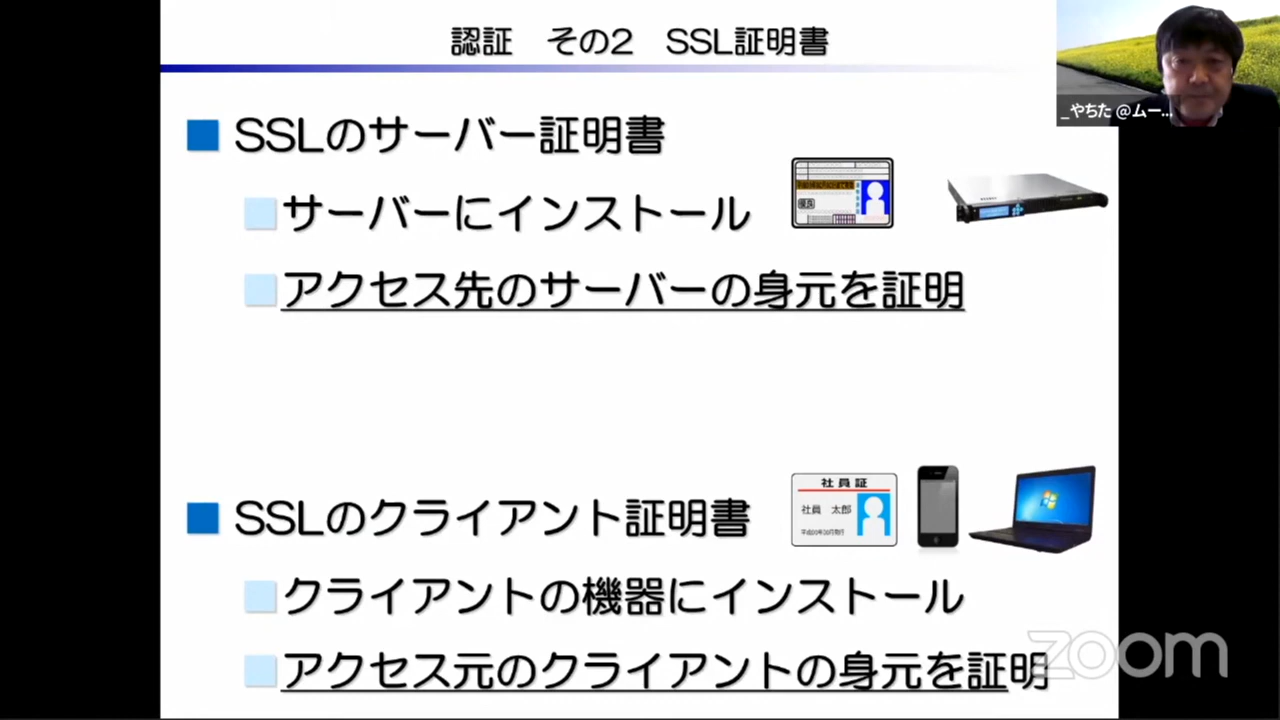 認証　その2　SSL証明書
_やちた @ムー...
SSLのサーバー証明書
サーバーにインストール
優良
アクセス先のサーバーの身元を証明
社員証
社員　太郎
SSLのクライアント証明書
クライアントの機器にインストール
アクセス元のクライアントの身元を証明
zoom